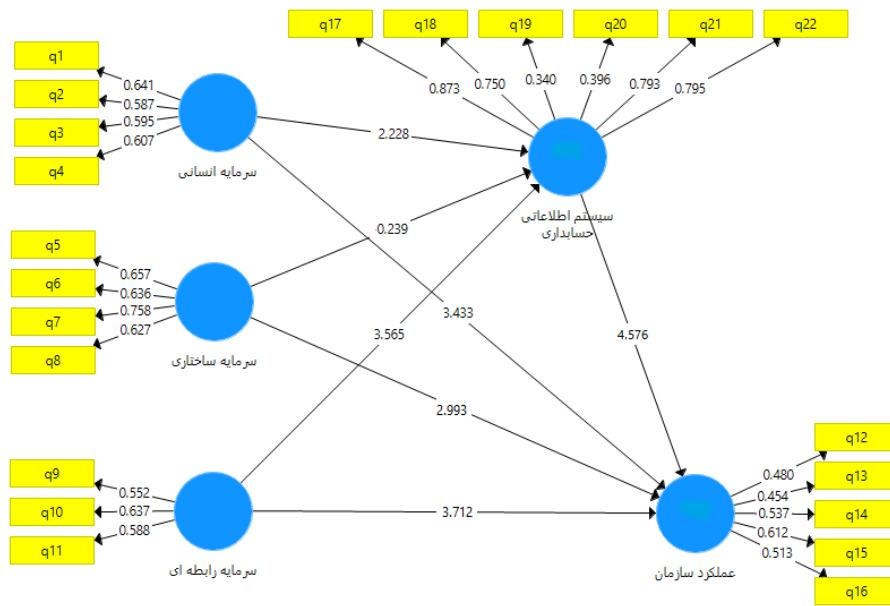 q17
q18
q19
q20
q21
q22
0.873
0.750
0.340
0.396
0.793
0.795
q1
q2
q3
q4
0.641
0.587
0.595
0.607
سرمایه انسانی
2.228
سیستم اطلاعاتی
حسابداری
q5
q6
q7
q8
0.657
0.636
0.758
0.627
سرمایه ساختاری
0.239
3.433
3.565
4.576
2.993
q9
q10
q11
0.552
0.637
0.588
سرمایه رابطه ای
3.712
عملکرد سازمان
0.480
0.454
0.537
0.612
0.513
q12
q13
q14
q15
q16